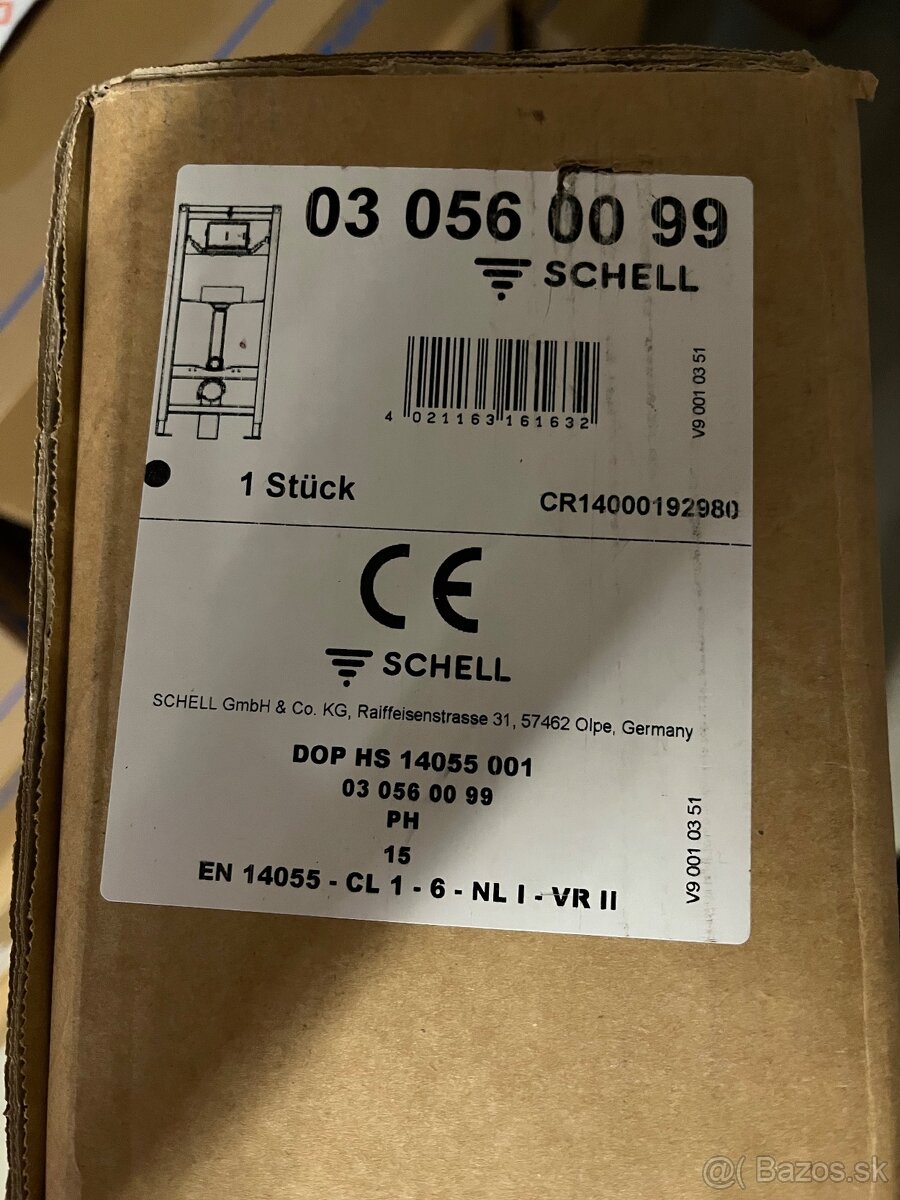 03 056 00 99
SCHELL
V9 001 03 51
4 021163 161632
1 Stück
CR14000192980
CE
SCHELL
SCHELL GmbH & Co. KG, Raiffeisenstrasse 31, 57462 Olpe, Germany
DOP HS 14055 001
03 056 00 99
PH
15
EN 14055 - CL 1 - 6 - NL I - VR II
V9 001 03 51
@( Bazos.sk